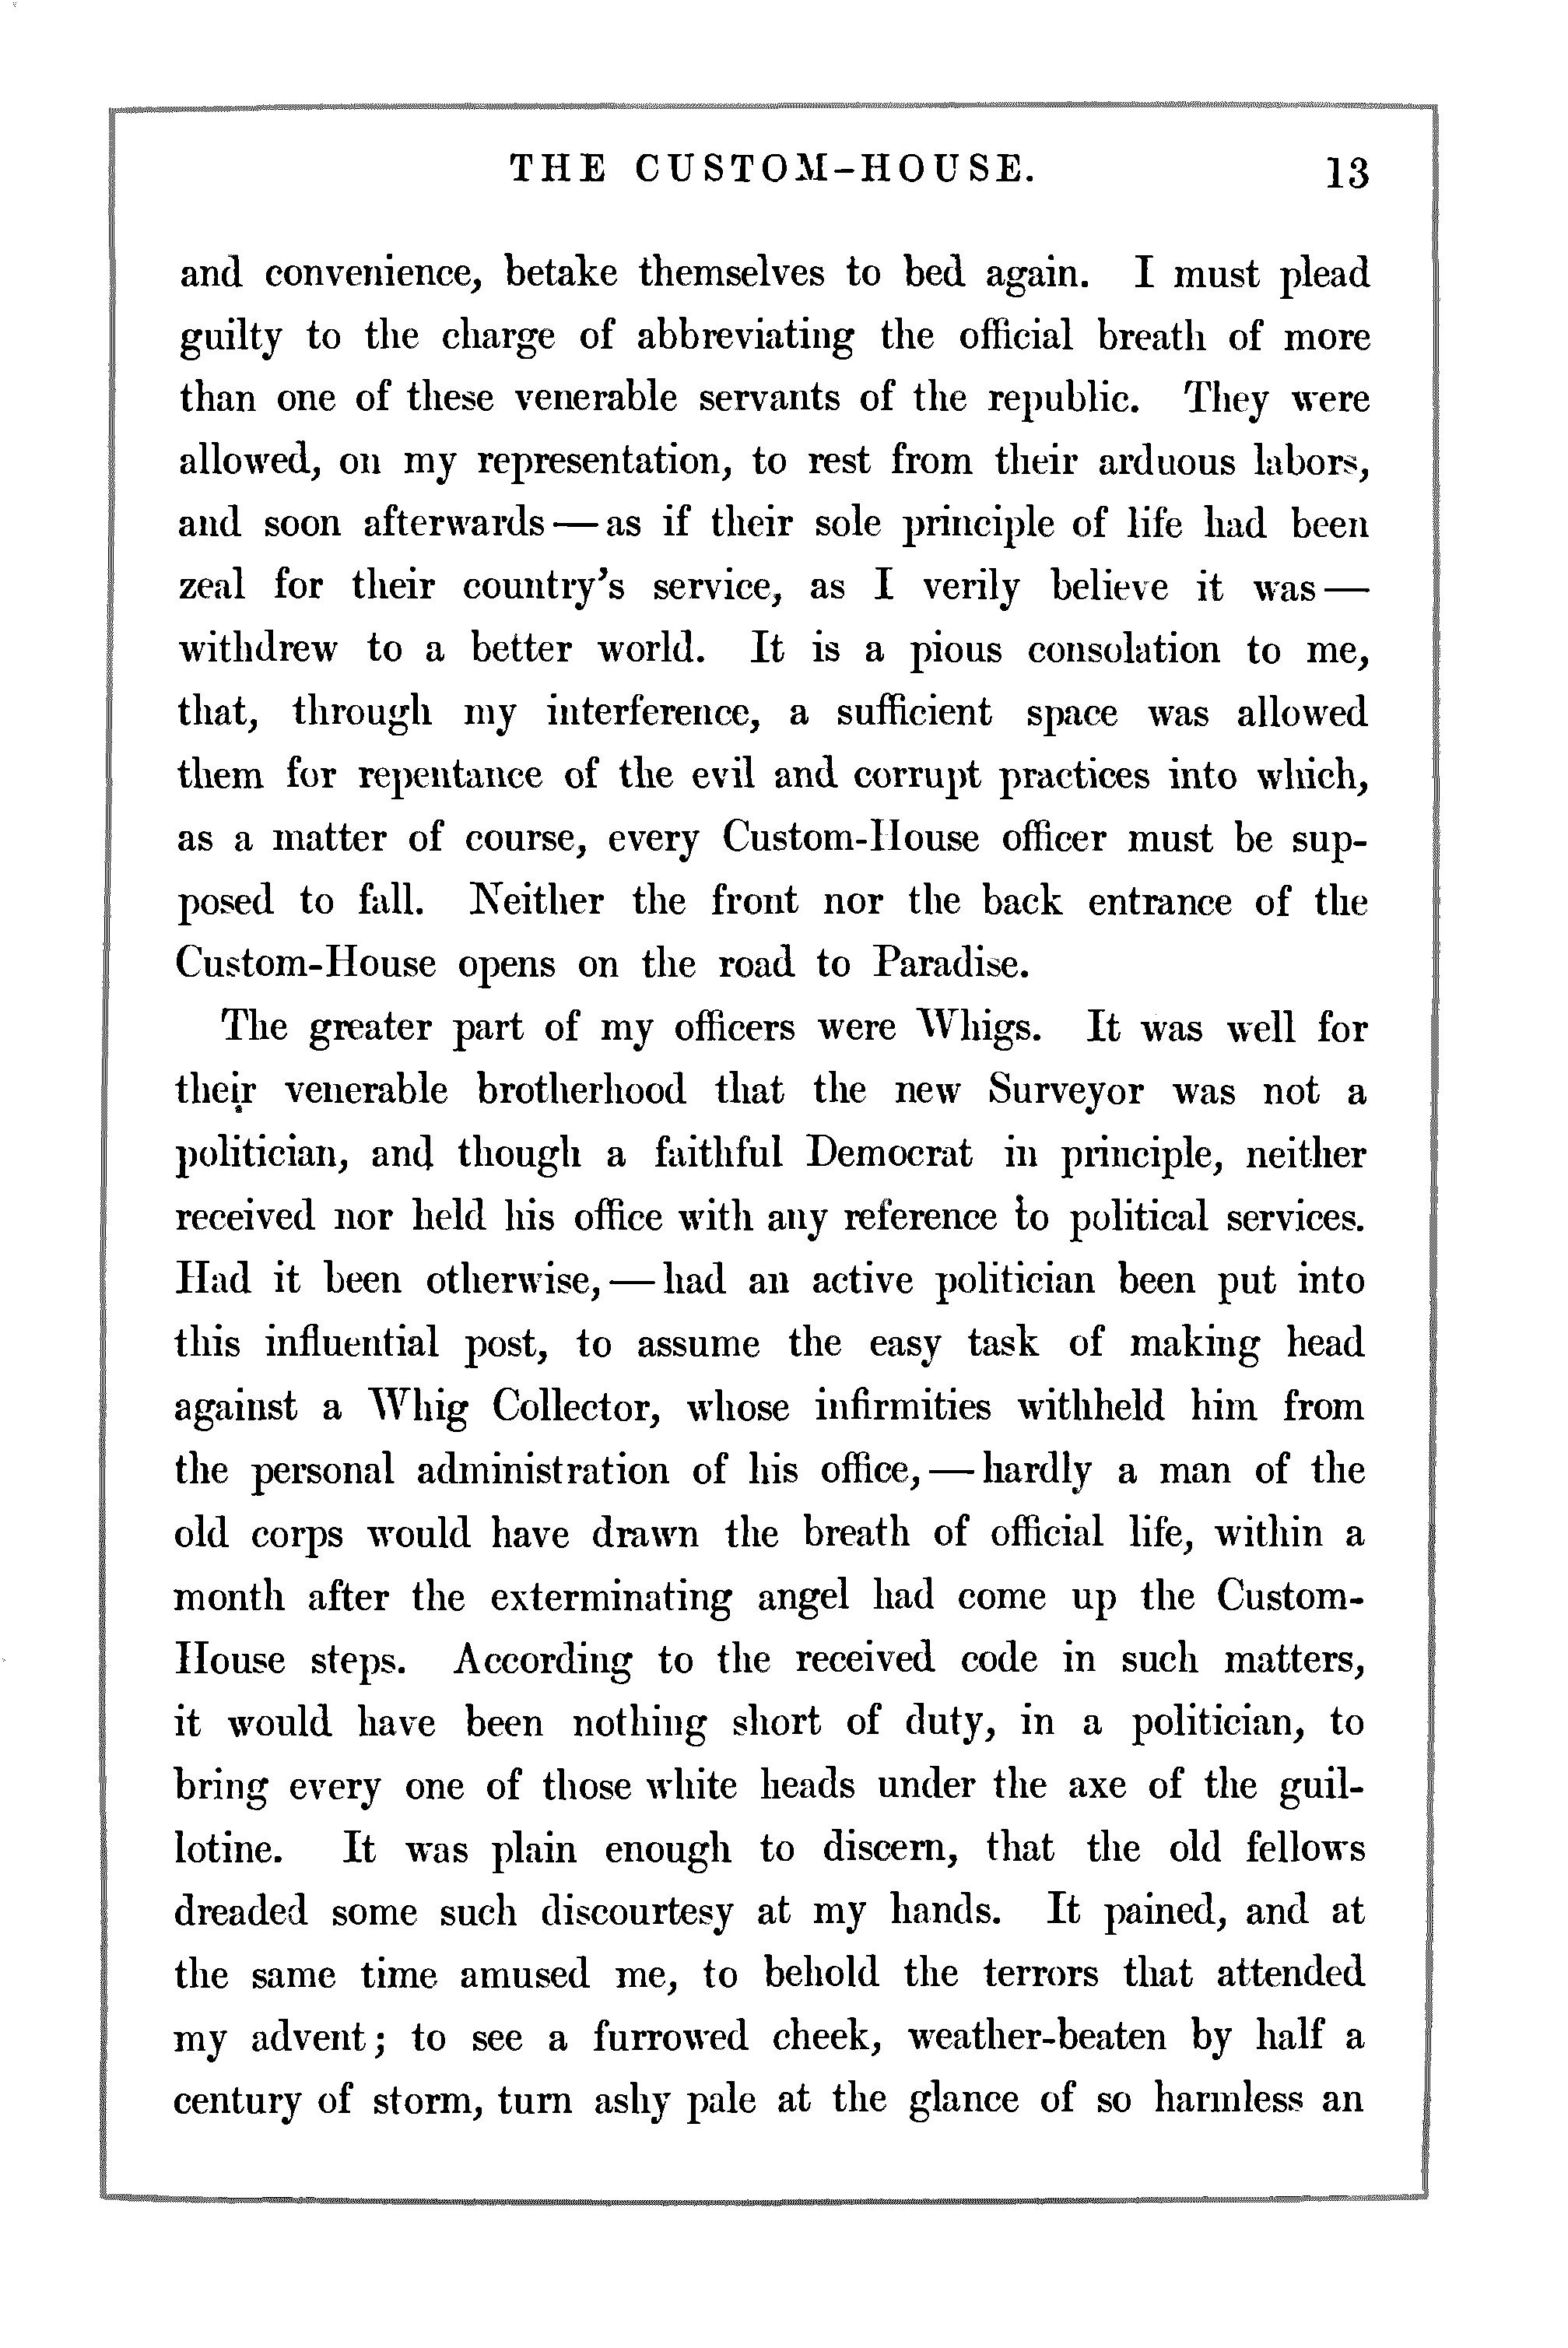 THE CUSTOM-HOUSE. 13
and convenience, betake themselves to bed again. I must plead
guilty to the charge of abbreviating the official breath of more
than one of these venerable servants of the republic. They were
allowed, on my representation, to rest from their arduous labors,
and soon afterwards — as if their sole principle of life had been
zeal for their country's service, as I verily believe it was —
withdrew to a better world. It is a pious consolation to me,
that, through my interference, a sufficient space was allowed
them for repentance of the evil and corrupt practices into which,
as a matter of course, every Custom-House officer must be sup-
posed to fall. Neither the front nor the back entrance of the
Custom-House opens on the road to Paradise.
The greater part of my officers were Whigs. It was well for
their venerable brotherhood that the new Surveyor was not a
politician, and though a faithful Democrat in principle, neither
received nor held his office with any reference to political services.
Had it been otherwise, — had an active politician been put into
this influential post, to assume the easy task of making head
against a Whig Collector, whose infirmities withheld him from
the personal administration of his office, — hardly a man of the
old corps would have drawn the breath of official life, within a
month after the exterminating angel had come up the Custom-
House steps. According to the received code in such matters,
it would have been nothing short of duty, in a politician, to
bring every one of those white heads under the axe of the guil-
lotine. It was plain enough to discern, that the old fellows
dreaded some such discourtesy at my hands. It pained, and at
the same time amused me, to behold the terrors that attended
my advent; to see a furrowed cheek, weather-beaten by half a
century of storm, turn ashy pale at the glance of so harmless an